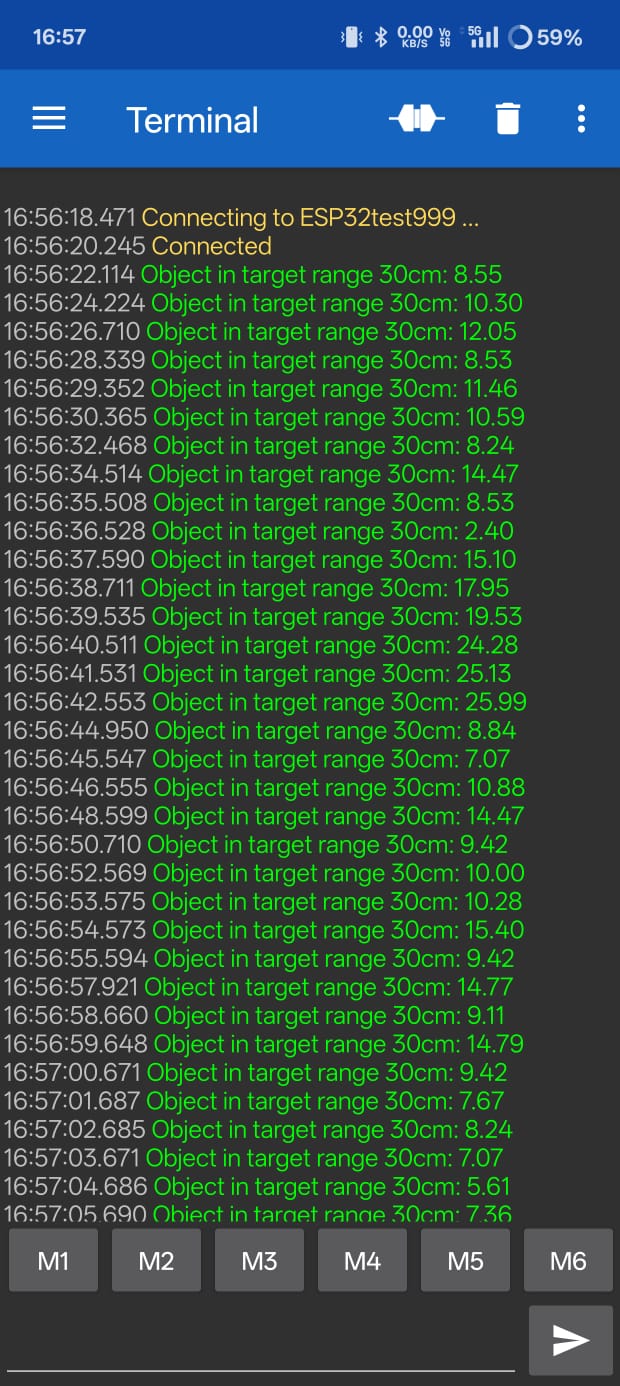 16:57 0.00 KB/S Vo 5G 5G 59%
Terminal
16:56:18.471 Connecting to ESP32test999 ...
16:56:20.245 Connected
16:56:22.114 Object in target range 30cm: 8.55
16:56:24.224 Object in target range 30cm: 10.30
16:56:26.710 Object in target range 30cm: 12.05
16:56:28.339 Object in target range 30cm: 8.53
16:56:29.352 Object in target range 30cm: 11.46
16:56:30.365 Object in target range 30cm: 10.59
16:56:32.468 Object in target range 30cm: 8.24
16:56:34.514 Object in target range 30cm: 14.47
16:56:35.508 Object in target range 30cm: 8.53
16:56:36.528 Object in target range 30cm: 2.40
16:56:37.590 Object in target range 30cm: 15.10
16:56:38.711 Object in target range 30cm: 17.95
16:56:39.535 Object in target range 30cm: 19.53
16:56:40.511 Object in target range 30cm: 24.28
16:56:41.531 Object in target range 30cm: 25.13
16:56:42.553 Object in target range 30cm: 25.99
16:56:44.950 Object in target range 30cm: 8.84
16:56:45.547 Object in target range 30cm: 7.07
16:56:46.555 Object in target range 30cm: 10.88
16:56:48.599 Object in target range 30cm: 14.47
16:56:50.710 Object in target range 30cm: 9.42
16:56:52.569 Object in target range 30cm: 10.00
16:56:53.575 Object in target range 30cm: 10.28
16:56:54.573 Object in target range 30cm: 15.40
16:56:55.594 Object in target range 30cm: 9.42
16:56:57.921 Object in target range 30cm: 14.77
16:56:58.660 Object in target range 30cm: 9.11
16:56:59.648 Object in target range 30cm: 14.79
16:57:00.671 Object in target range 30cm: 9.42
16:57:01.687 Object in target range 30cm: 7.67
16:57:02.685 Object in target range 30cm: 8.24
16:57:03.671 Object in target range 30cm: 7.07
16:57:04.686 Object in target range 30cm: 5.61
16:57:05.690 Object in target range 30cm: 7.36
M1 M2 M3 M4 M5 M6